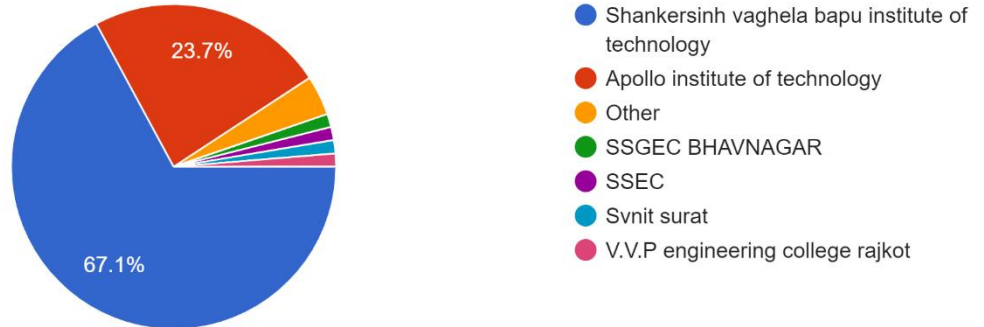 23.7%
67.1%
Shankersinh vaghela bapu institute of
technology
Apollo institute of technology
Other
SSGEC BHAVNAGAR
SSEC
Svnit surat
V.V.P engineering college rajkot